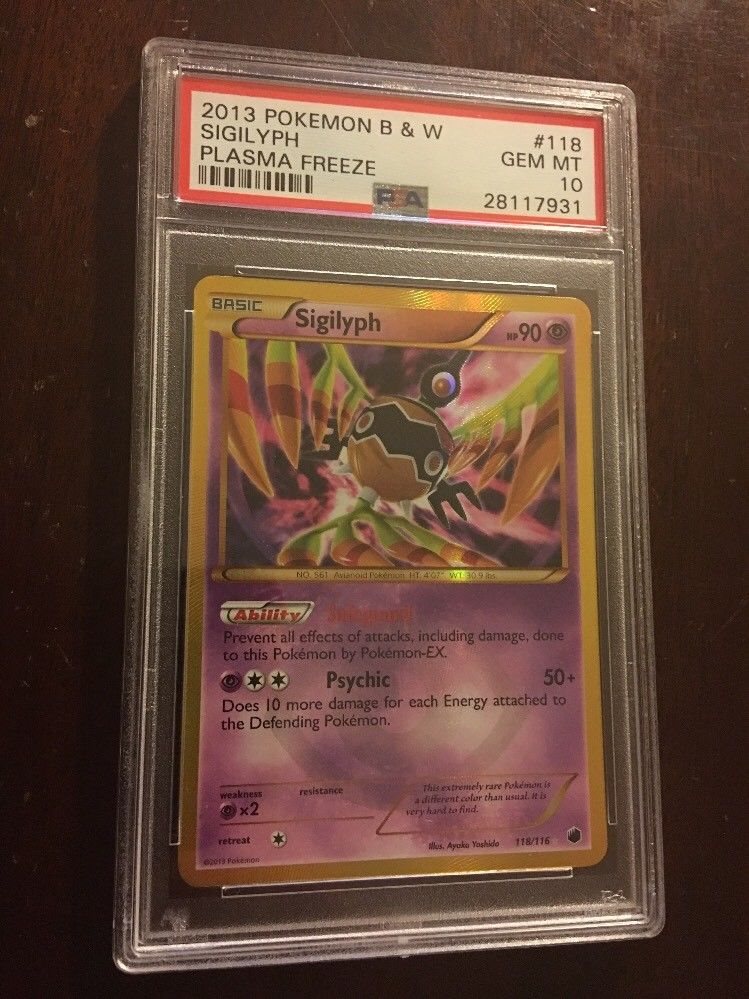 2013 POKEMON B & W #118
SIGILYPH GEM MT
PLASMA FREEZE 10
PSA 28117931
BASIC Sigilyph HP90
NO. 561 Avianoid Pokémon HT: 4'07" WT: 30.9 lbs.
Ability Safeguard
Prevent all effects of attacks, including damage, done
to this Pokémon by Pokémon-EX.
Psychic 50+
Does 10 more damage for each Energy attached to
the Defending Pokémon.
weakness resistance
×2
This extremely rare Pokémon is
a different color than usual. It is
very hard to find.
retreat
Illus. Ayaka Yoshida 118/116
©2013 Pokémon